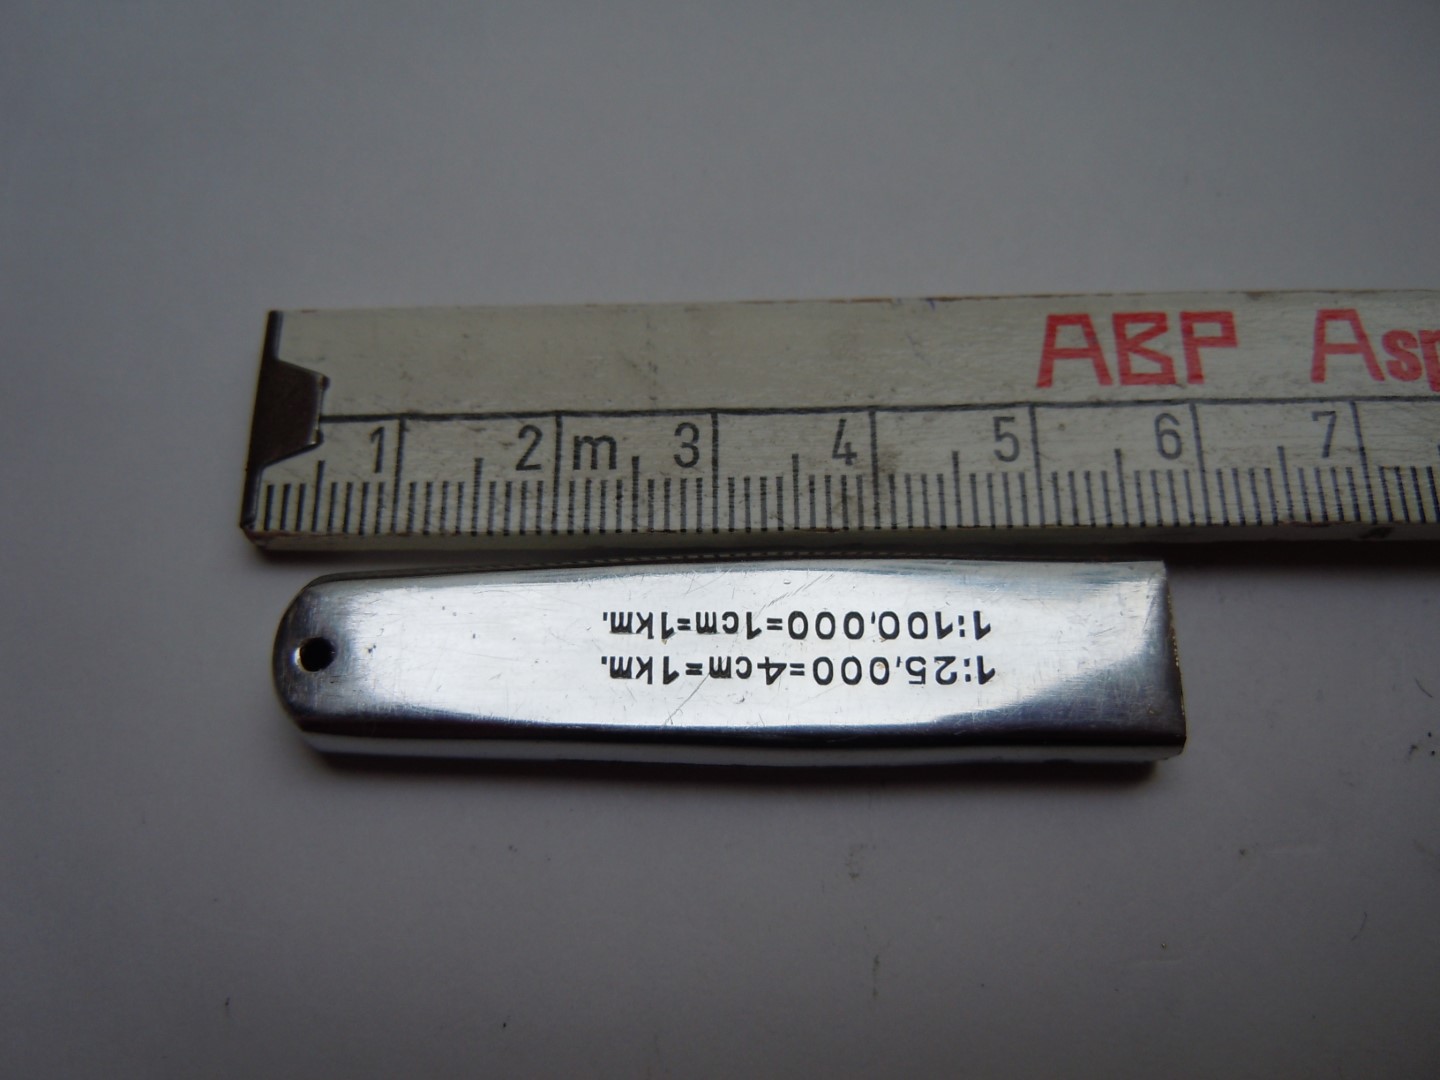 ABP Asp
1 2 m 3 4 5 6 7
1:25,000=4cm=1km.
1:100,000=1cm=1km.